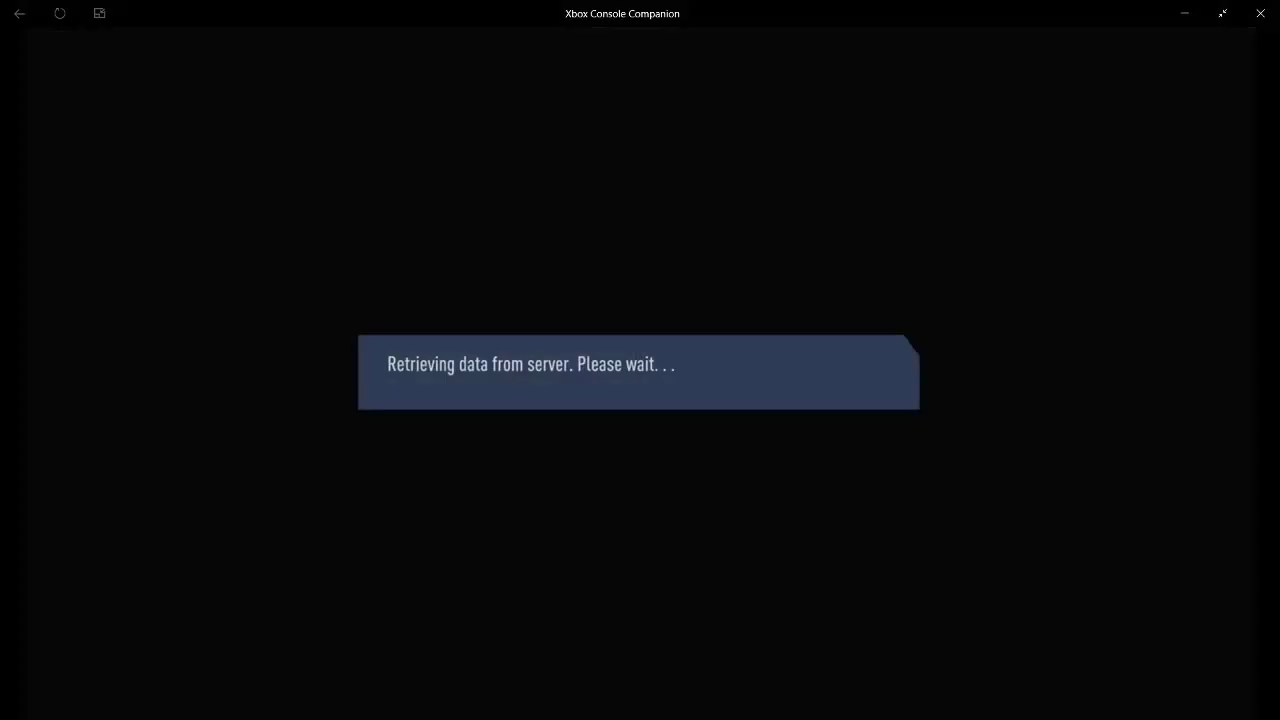 Xbox Console Companion
Retrieving data from server. Please wait. . .